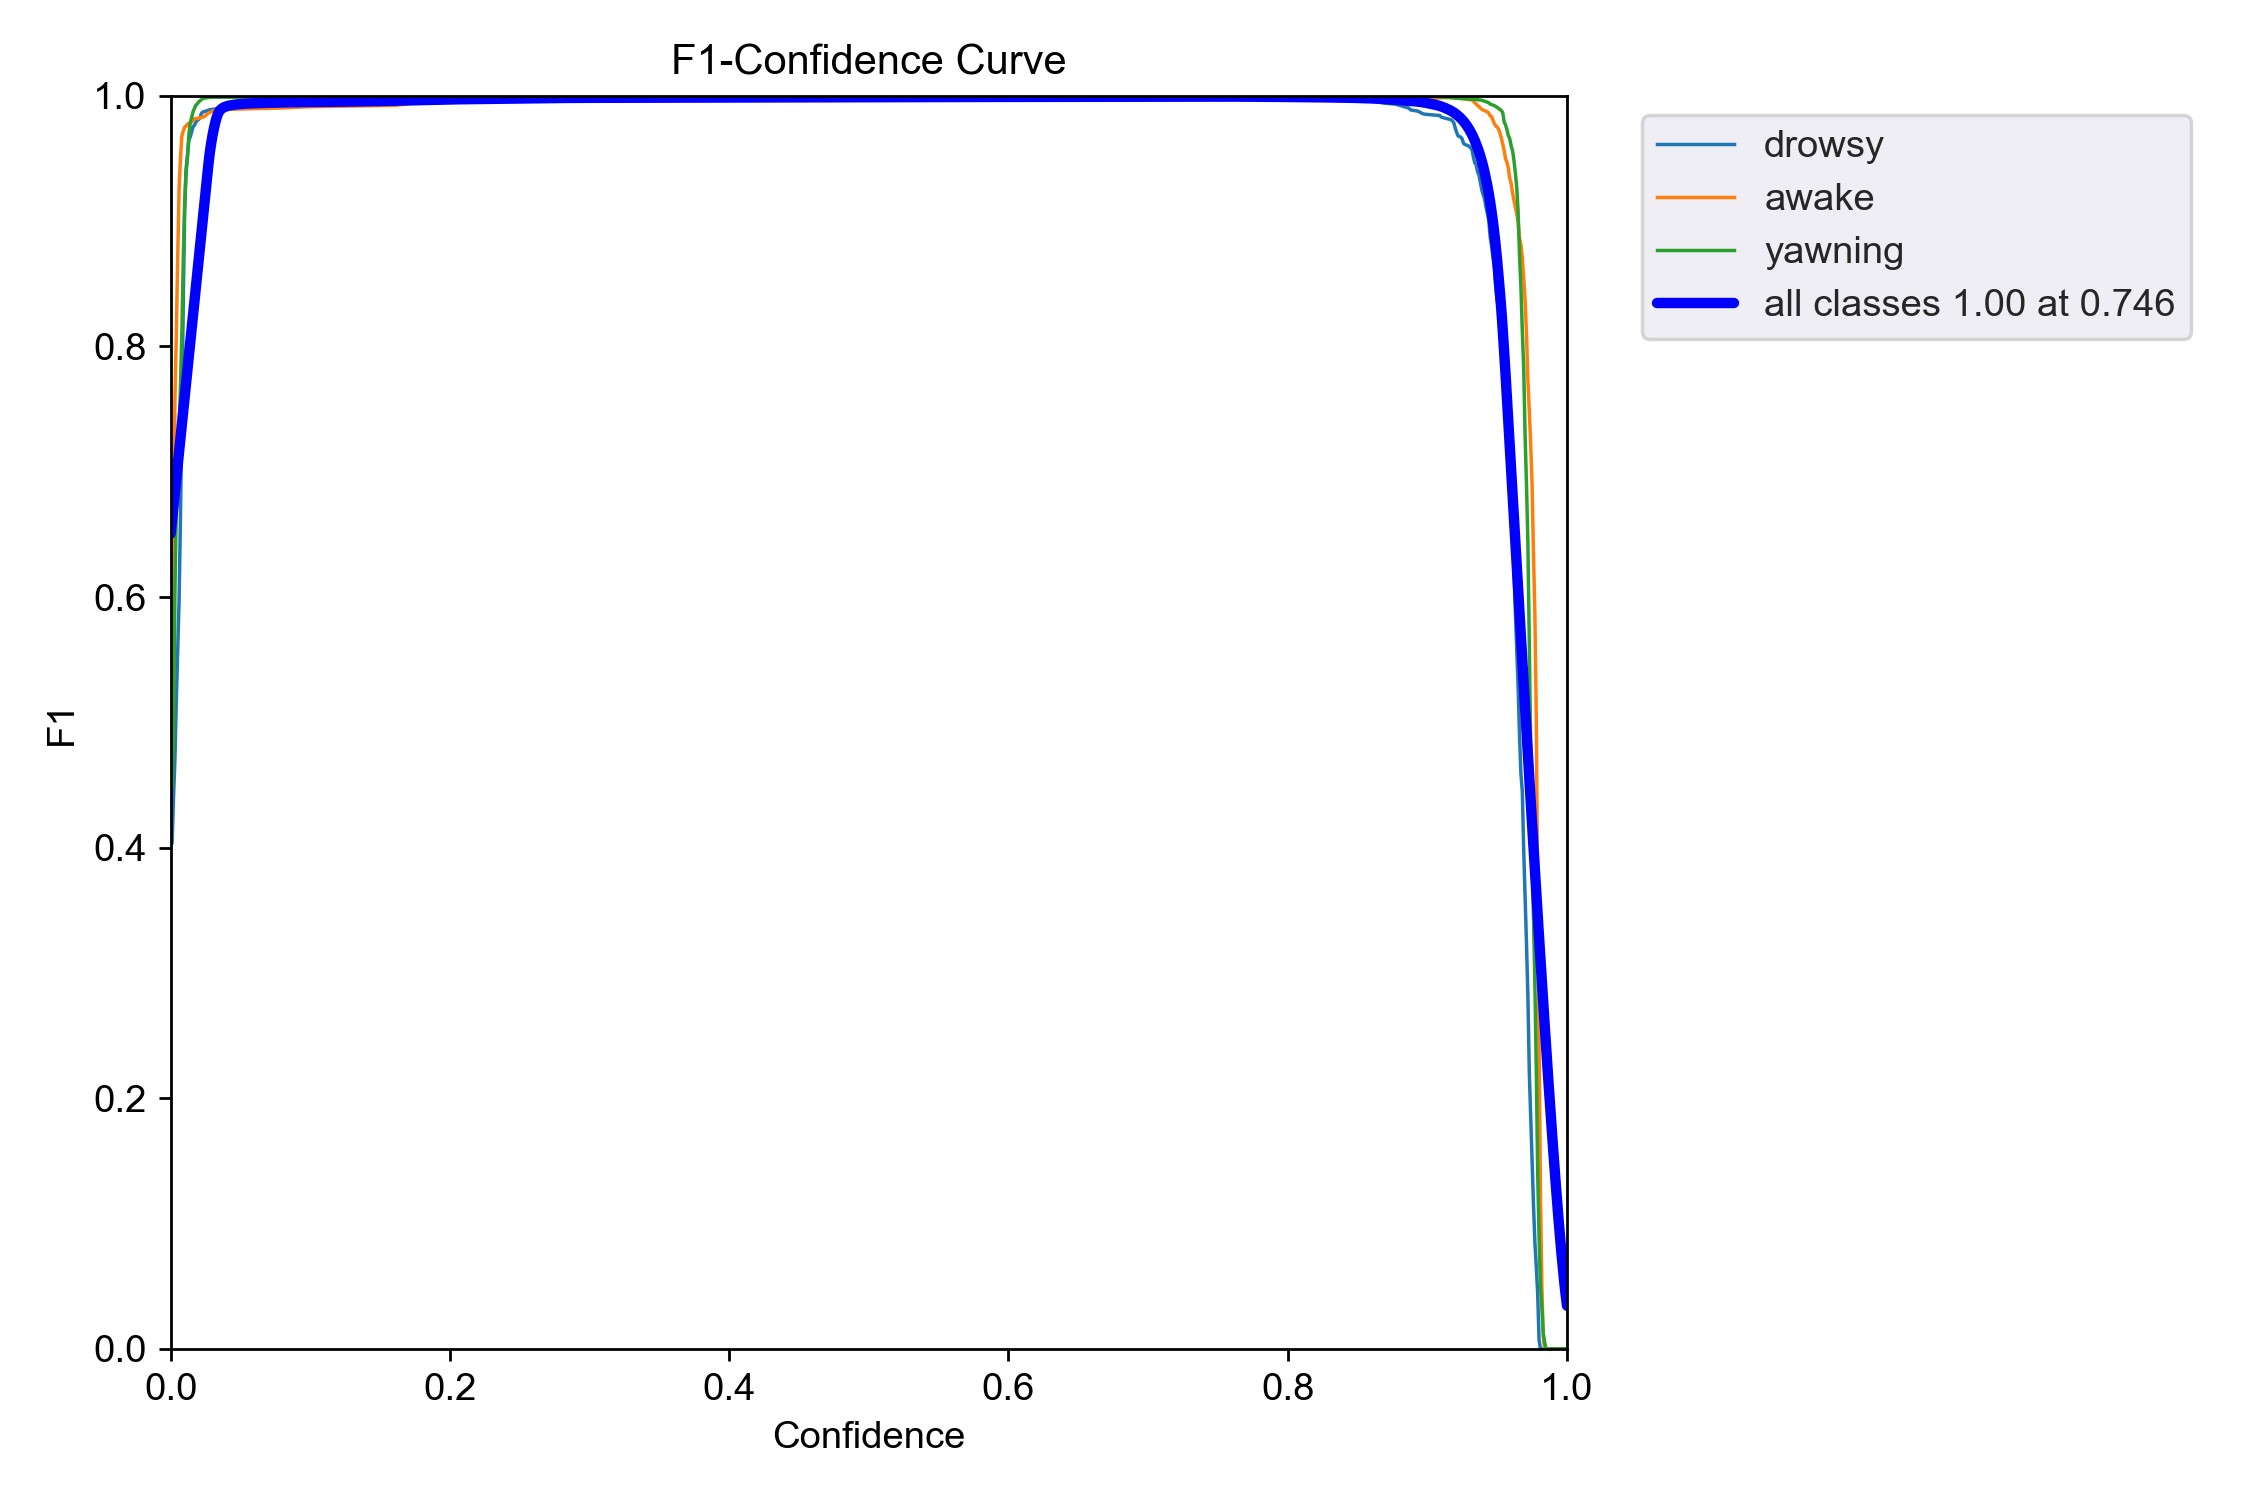 F1-Confidence Curve
1.0
0.8
0.6
0.4
0.2
0.0
F1
0.0 0.2 0.4 0.6 0.8 1.0
Confidence
drowsy
awake
yawning
all classes 1.00 at 0.746